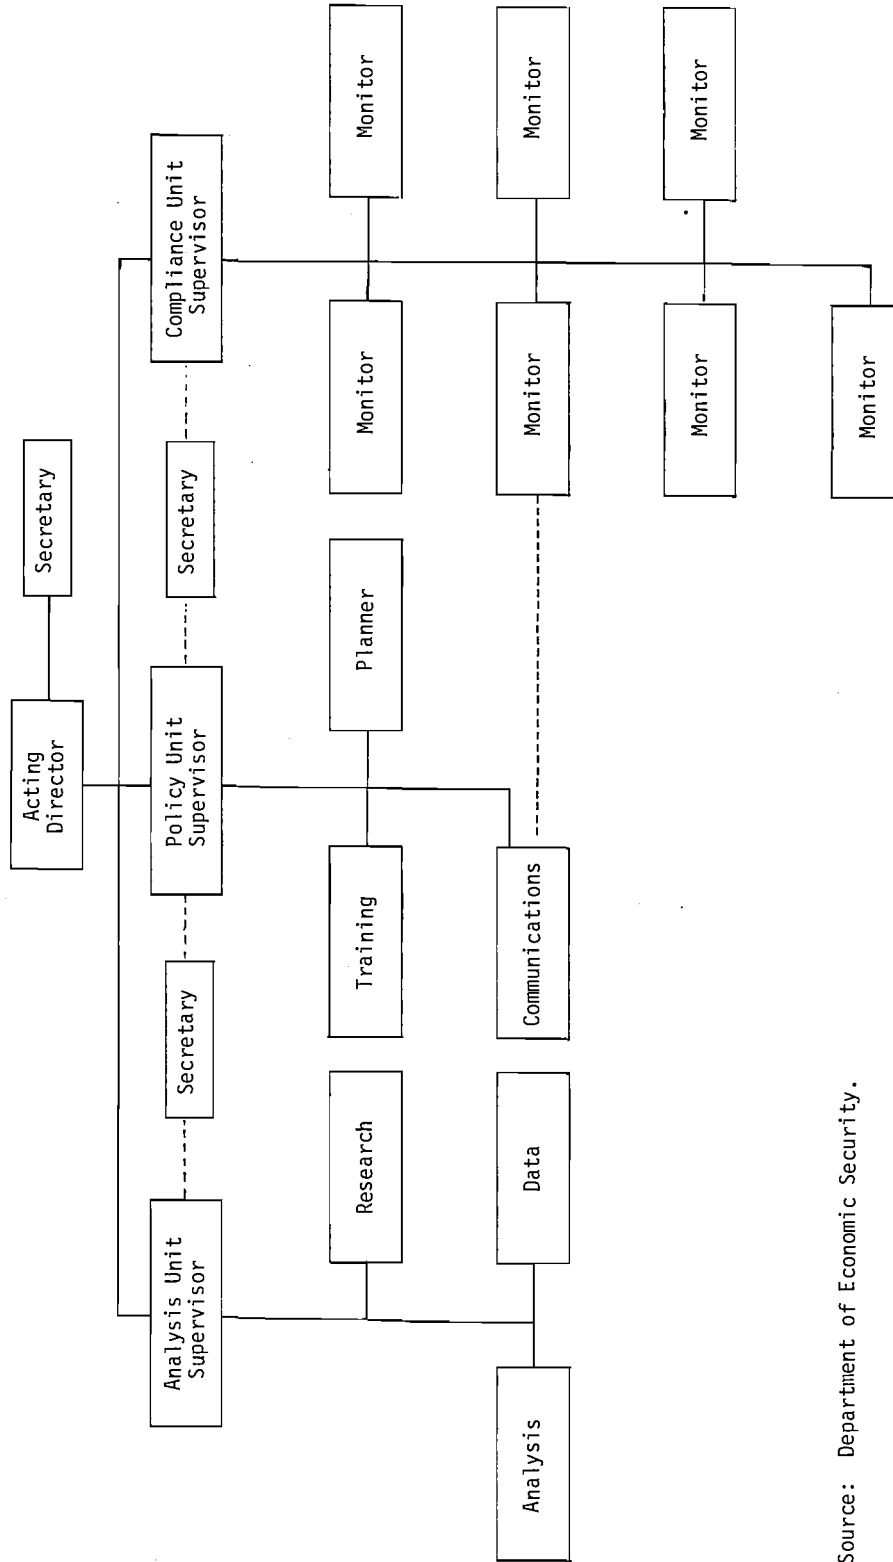 Acting
Director
Secretary
Analysis Unit
Supervisor
Secretary
Policy Unit
Supervisor
Secretary
Compliance Unit
Supervisor
Research
Training
Planner
Monitor
Monitor
Analysis
Data
Communications
Monitor
Monitor
Monitor
Monitor
Monitor
Source: Department of Economic Security.